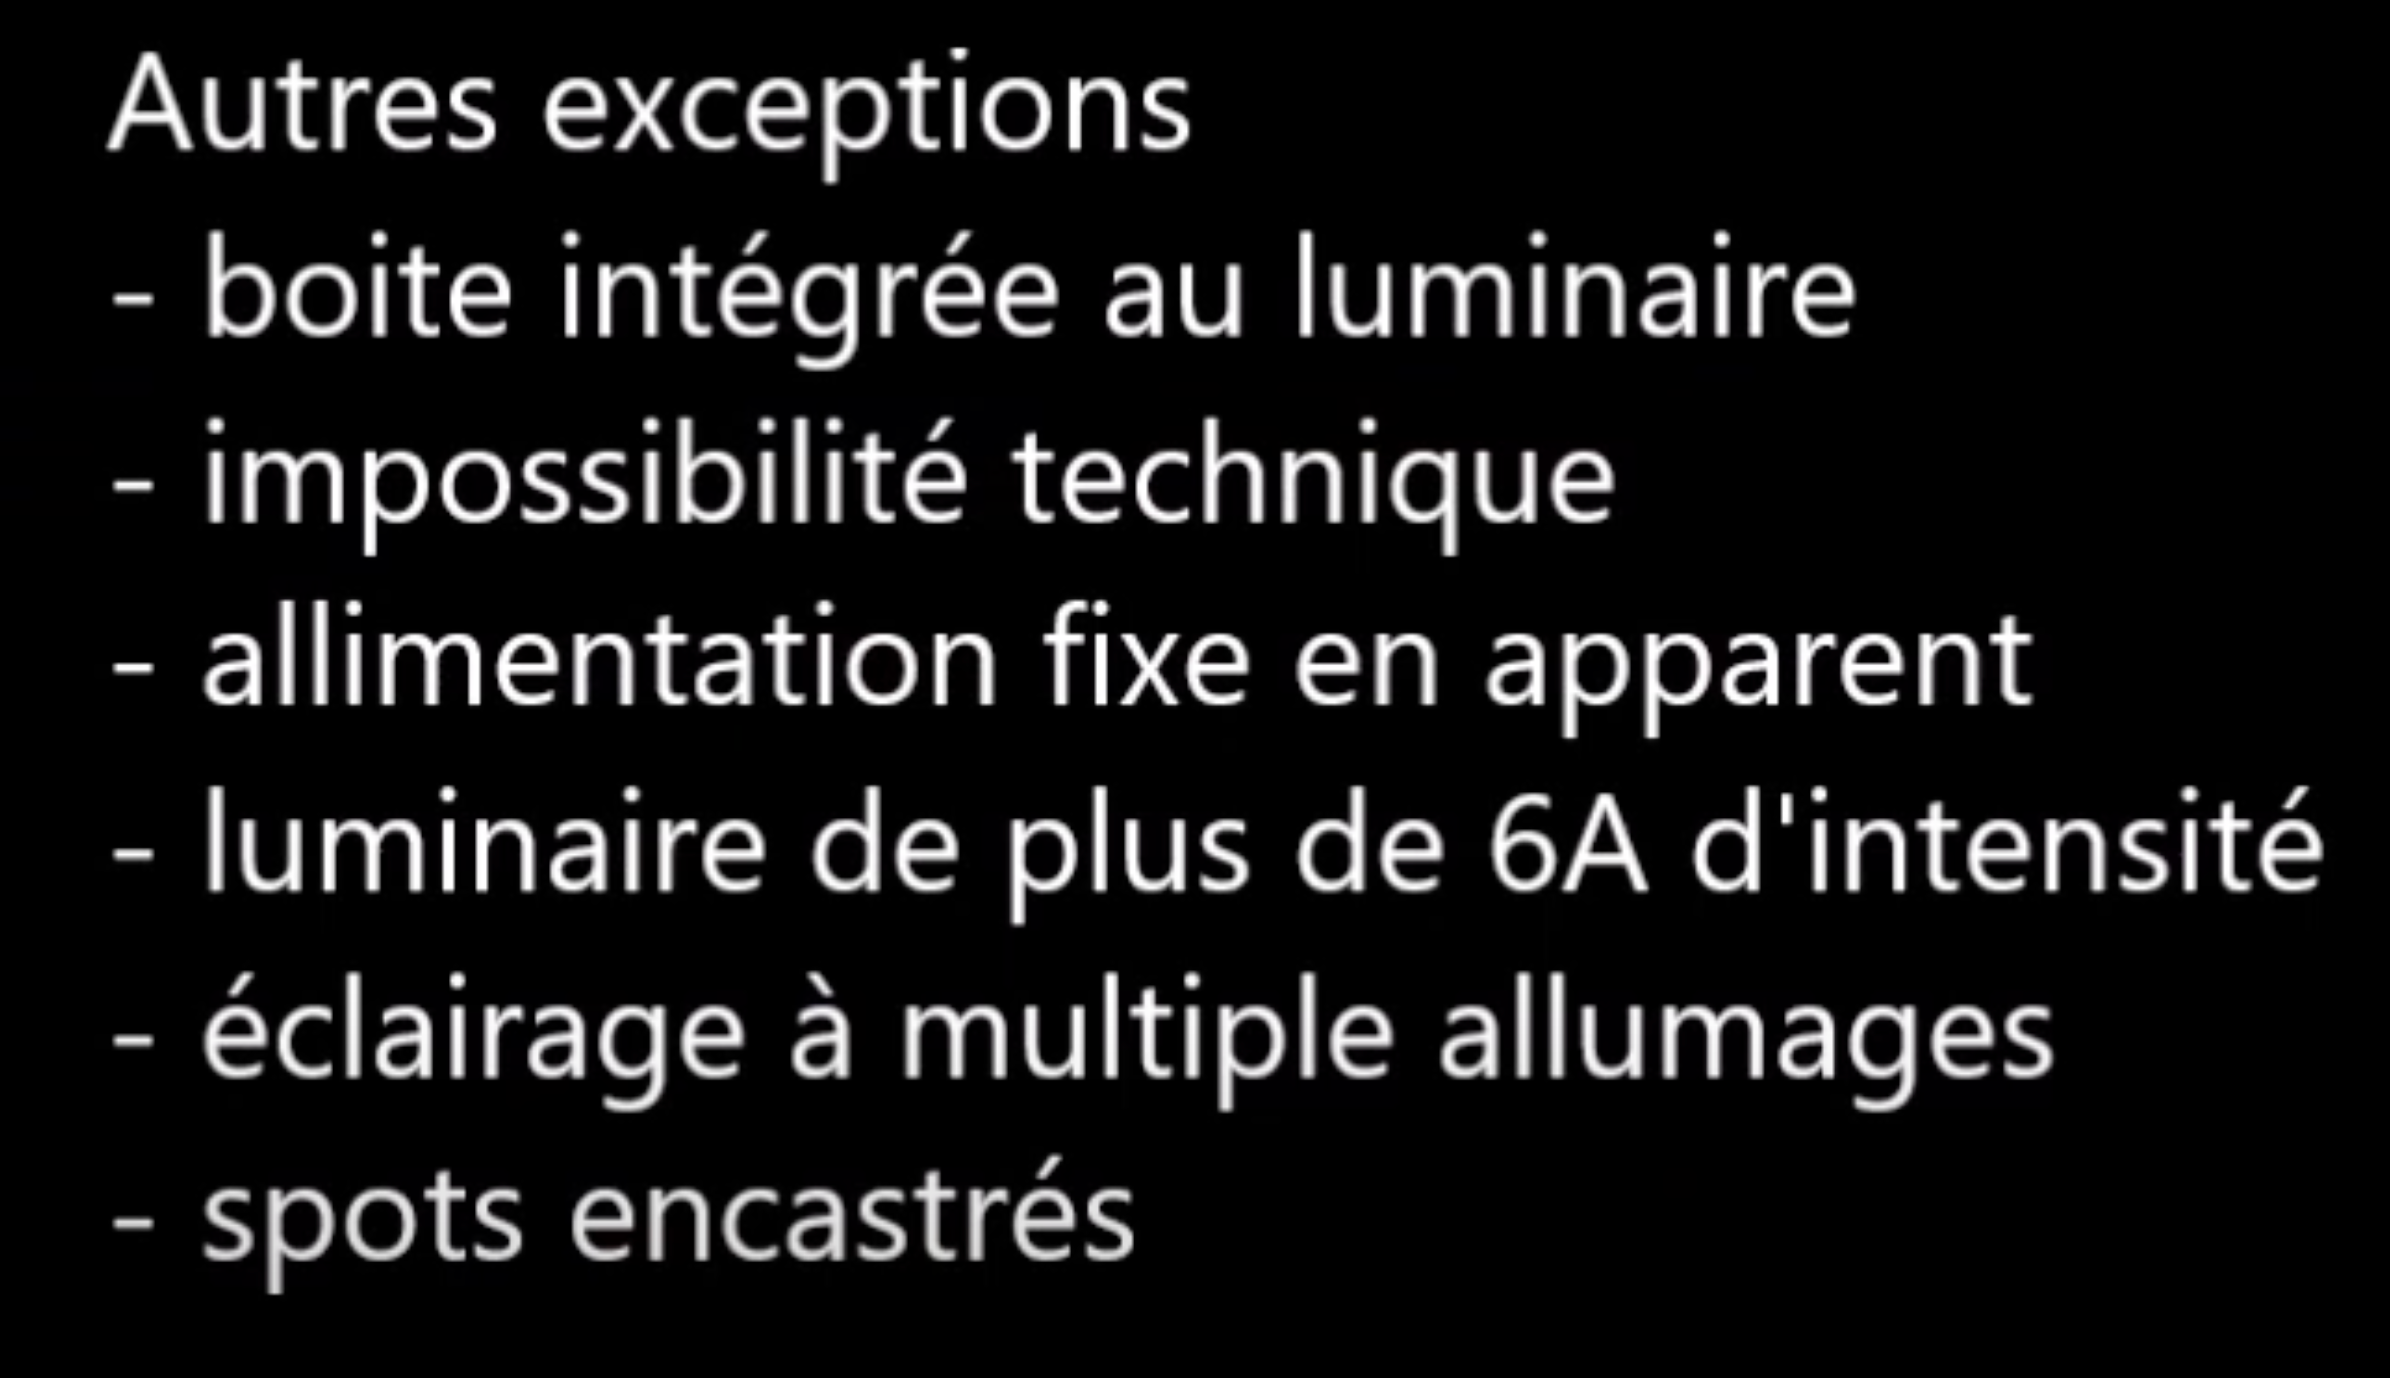 Autres exceptions
- boite intégrée au luminaire
- impossibilité technique
- allimentation fixe en apparent
- luminaire de plus de 6A d'intensité
- éclairage à multiple allumages
- spots encastrés